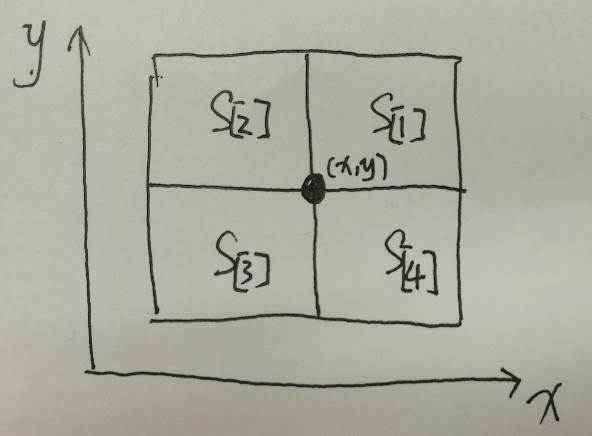 y
S[2] S[1]
(x,y)
S[3] S[4]
x